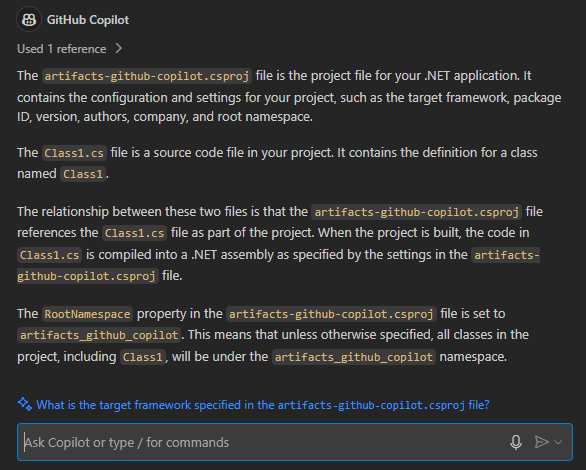 GitHub Copilot
Used 1 reference
The artifacts-github-copilot.csproj file is the project file for your .NET application. It
contains the configuration and settings for your project, such as the target framework, package
ID, version, authors, company, and root namespace.
The Class1.cs file is a source code file in your project. It contains the definition for a class
named Class1.
The relationship between these two files is that the artifacts-github-copilot.csproj file
references the Class1.cs file as part of the project. When the project is built, the code in
Class1.cs is compiled into a .NET assembly as specified by the settings in the artifacts-
github-copilot.csproj file.
The RootNamespace property in the artifacts-github-copilot.csproj file is set to
artifacts_github_copilot. This means that unless otherwise specified, all classes in the
project, including Class1, will be under the artifacts_github_copilot namespace.
What is the target framework specified in the artifacts-github-copilot.csproj file?
Ask Copilot or type / for commands